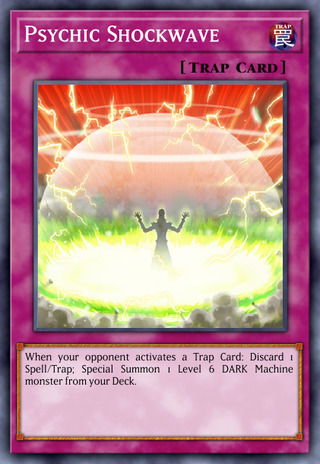 Psychic Shockwave
TRAP
罠
[Trap Card]
When your opponent activates a Trap Card: Discard 1
Spell/Trap; Special Summon 1 Level 6 DARK Machine
monster from your Deck.